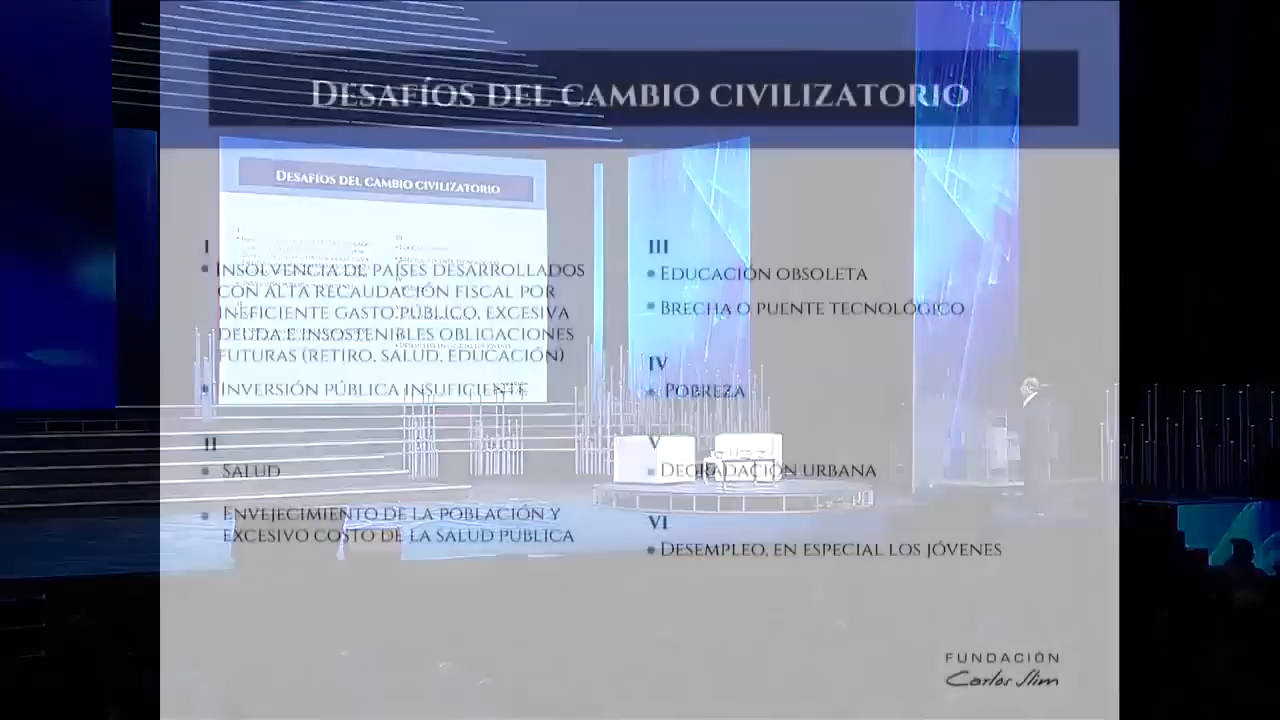 DESAFÍOS DEL CAMBIO CIVILIZATORIO
DESAFÍOS DEL CAMBIO CIVILIZATORIO
I
• INSOLVENCIA DE PAÍSES DESARROLLADOS
CON ALTA RECAUDACIÓN FISCAL POR
INEFICIENTE GASTO PÚBLICO, EXCESIVA
DEUDA E INSOSTENIBLES OBLIGACIONES
FUTURAS (RETIRO, SALUD, EDUCACIÓN)
• INVERSIÓN PÚBLICA INSUFICIENTE
II
• SALUD
• ENVEJECIMIENTO DE LA POBLACIÓN Y
EXCESIVO COSTO DE LA SALUD PUBLICA
III
• EDUCACIÓN OBSOLETA
• BRECHA O PUENTE TECNOLÓGICO
IV
• POBREZA
V
• DEGRADACIÓN URBANA
VI
• DESEMPLEO, EN ESPECIAL LOS JÓVENES
FUNDACIÓN
Carlos Slim